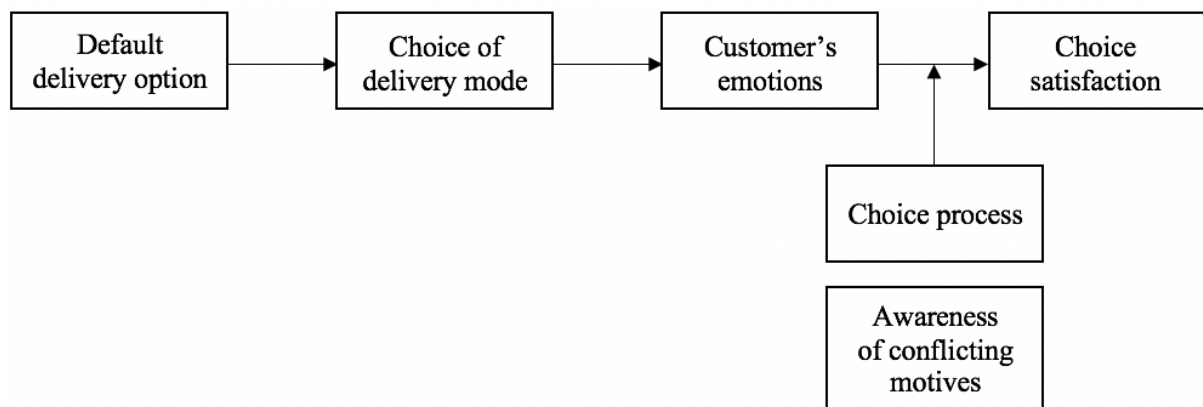 Default
delivery option
Choice of
delivery mode
Customer’s
emotions
Choice
satisfaction
Choice process
Awareness
of conflicting
motives